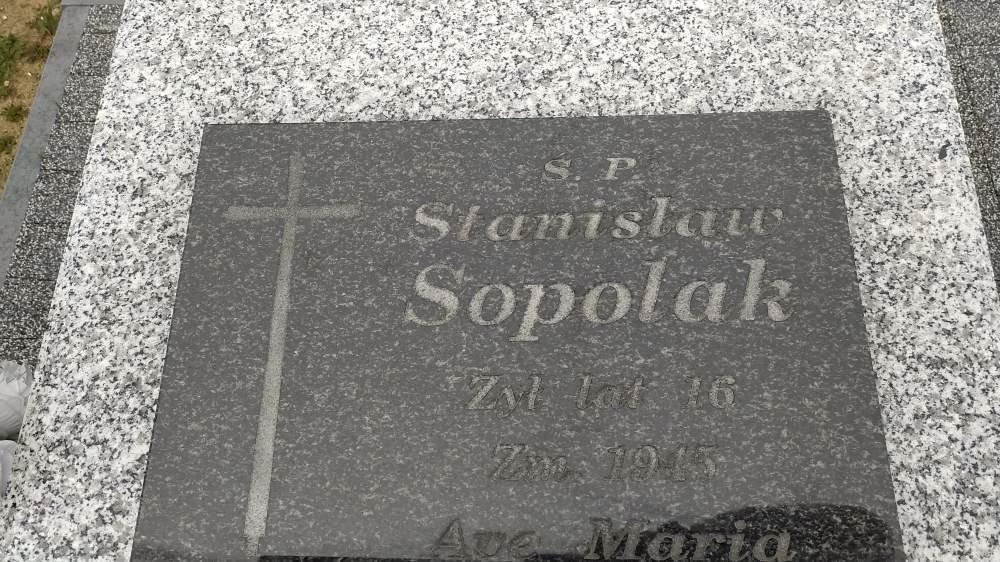 Ś. P.
Stanisław
Sopolak
Żył lat 16
Zm. 1945
Ave Maria